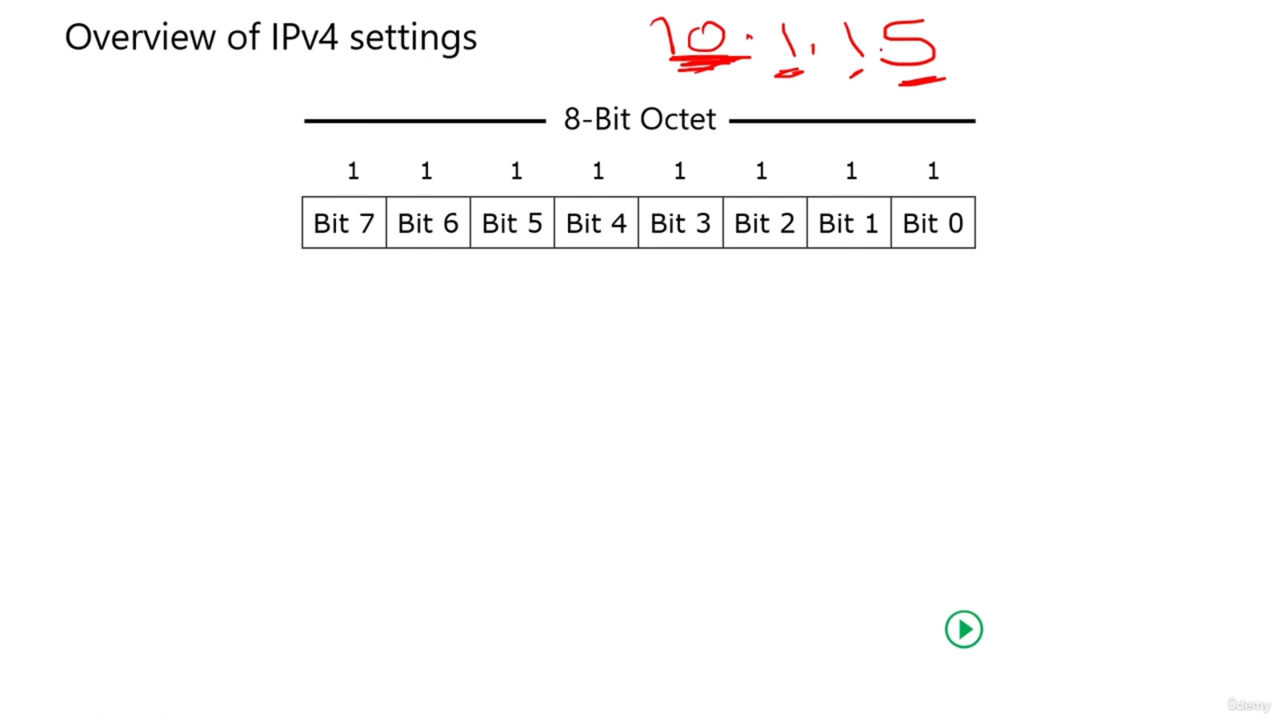 Overview of IPv4 settings
10.1.1.5
8-Bit Octet
1 1 1 1 1 1 1 1
Bit 7 Bit 6 Bit 5 Bit 4 Bit 3 Bit 2 Bit 1 Bit 0
ûdemy